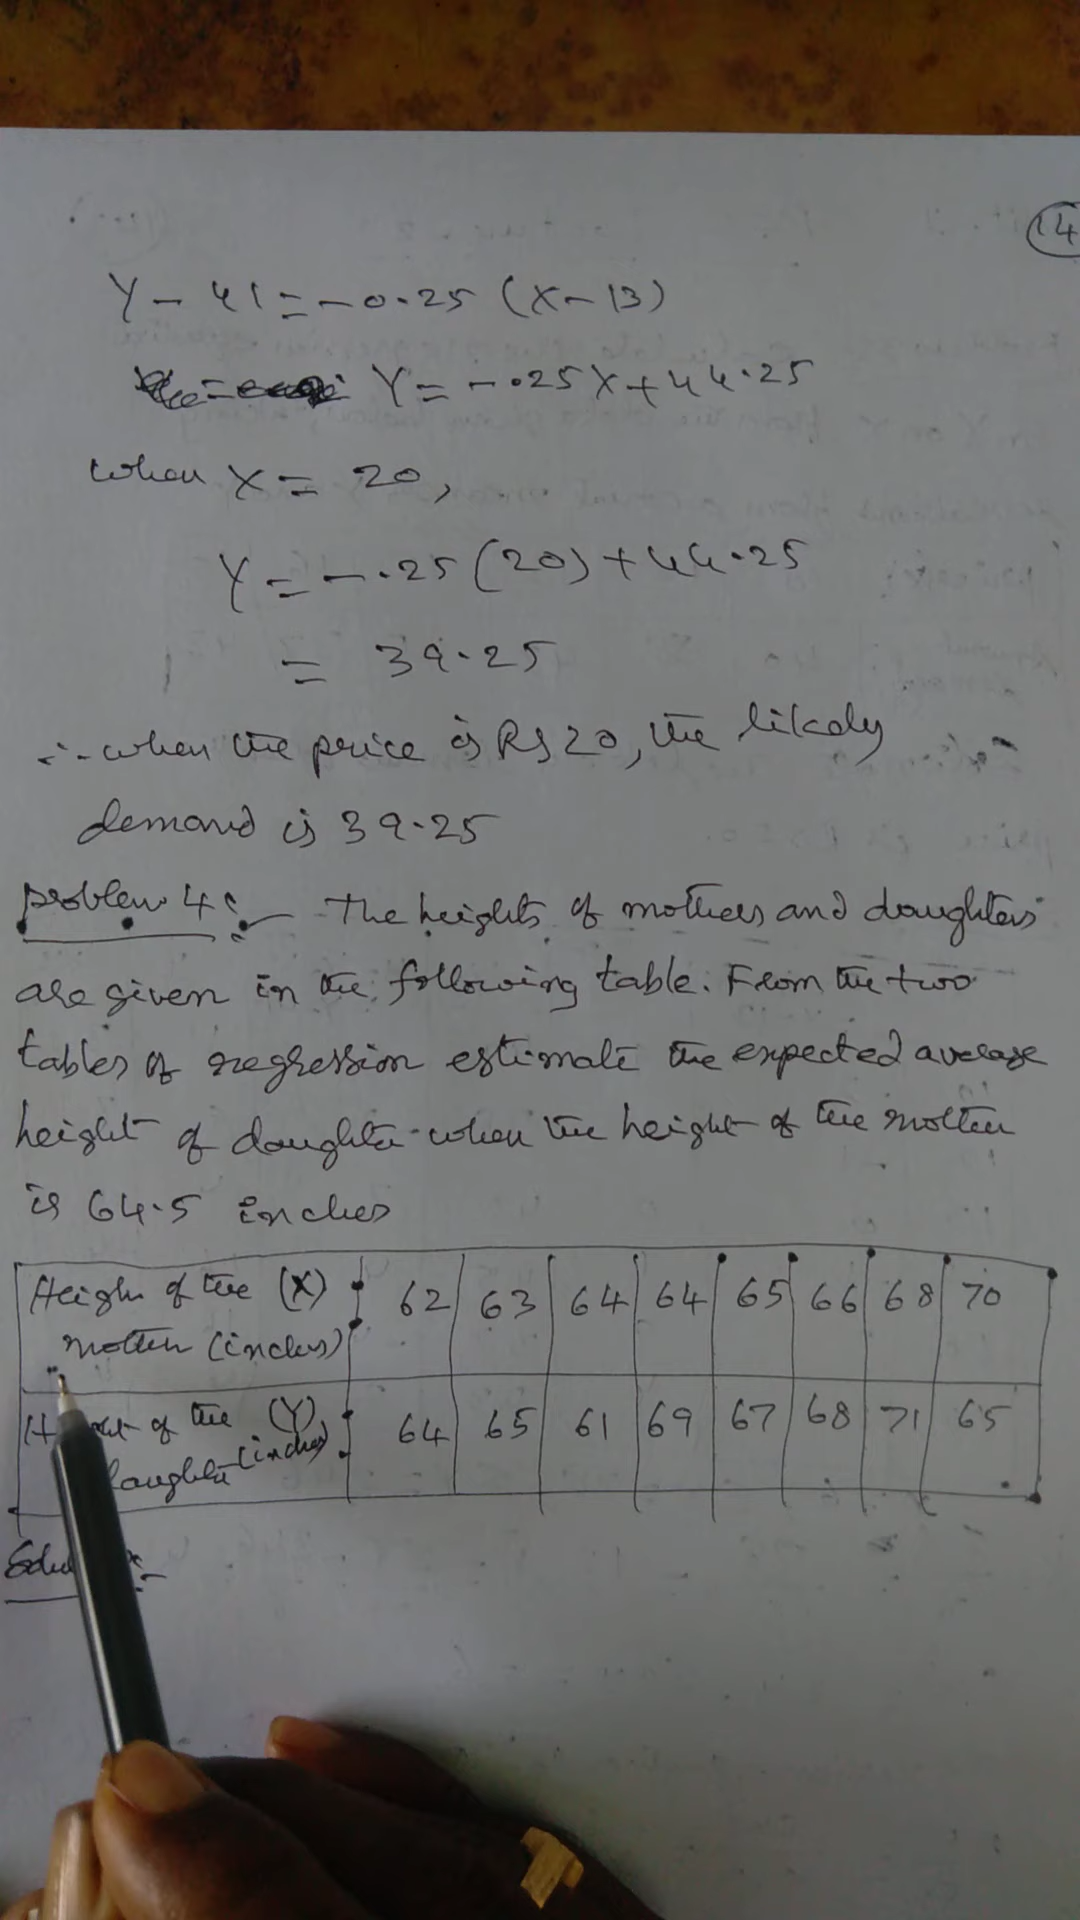 14
Y - 41 = -0.25 (X-13)
Y = -.25X + 44.25
when X = 20,
Y = -.25(20) + 44.25
= 39.25
∴ when the price is Rs 20, the likely
demand is 39.25
Problem 4:- The heights of mothers and daughters
are given in the following table. From the two
tables of regression estimate the expected average
height of daughter when the height of the mother
is 64.5 inches
Height of the (X) : 62 63 64 64 65 66 68 70
mother (inches)
of the (Y) : 64 65 61 69 67 68 71 65
(inches)